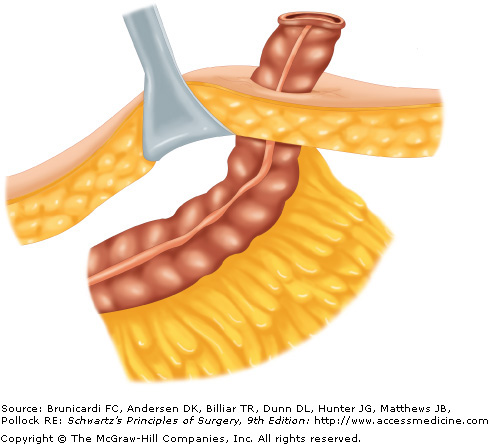 Source: Brunicardi FC, Andersen DK, Billiar TR, Dunn DL, Hunter JG, Matthews JB,
Pollock RE: Schwartz's Principles of Surgery, 9th Edition: http://www.accessmedicine.com
Copyright © The McGraw-Hill Companies, Inc. All rights reserved.